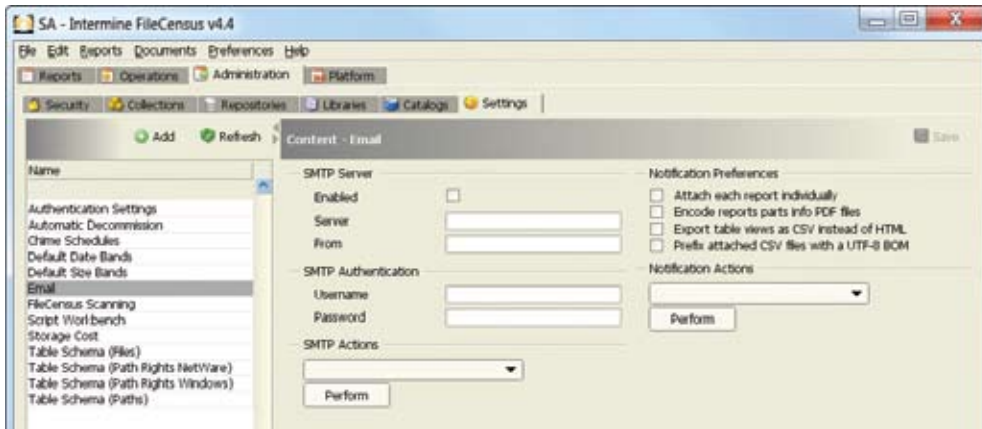 SA - Intermine FileCensus v4.4
File Edit Reports Documents Preferences Help
Reports Operations Administration Platform
Security Collections Repositories Libraries Catalogs Settings
Add Refresh Content - Email Save
Name
Authentication Settings
Automatic Decommission
Chime Schedules
Default Date Bands
Default Size Bands
Email
FileCensus Scanning
Script Workbench
Storage Cost
Table Schema (Files)
Table Schema (Path Rights NetWare)
Table Schema (Path Rights Windows)
Table Schema (Paths)
SMTP Server
Enabled
Server
From
SMTP Authentication
Username
Password
SMTP Actions
Perform
Notification Preferences
Attach each report individually
Encode reports parts into PDF files
Export table views as CSV instead of HTML
Prefix attached CSV files with a UTF-8 BOM
Notification Actions
Perform